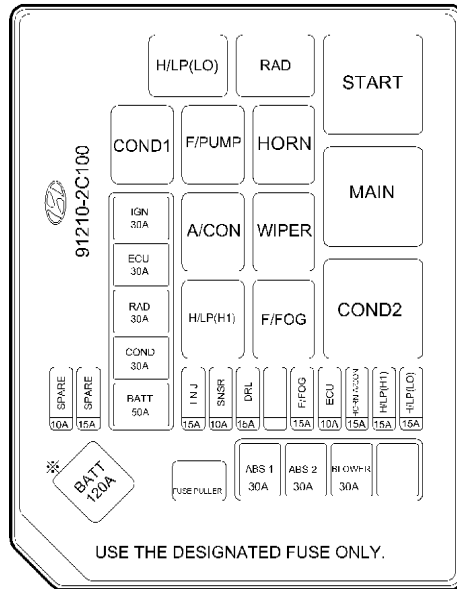 H/LP(LO) RAD START
COND1 F/PUMP HORN
91210-2C100
MAIN
IGN
30A
A/CON WIPER
ECU
30A
RAD
30A
H/LP(H1) F/FOG COND2
COND
30A
BATT
50A
SPARE
10A
SPARE
15A
INJ
15A
SNSR
10A
DRL
15A
F/FOG
15A
ECU
10A
HORN A/CON
15A
H/LP(H1)
15A
H/LP(LO)
15A
※
BATT
120A
FUSE PULLER
ABS 1
30A
ABS 2
30A
BLOWER
30A
USE THE DESIGNATED FUSE ONLY.